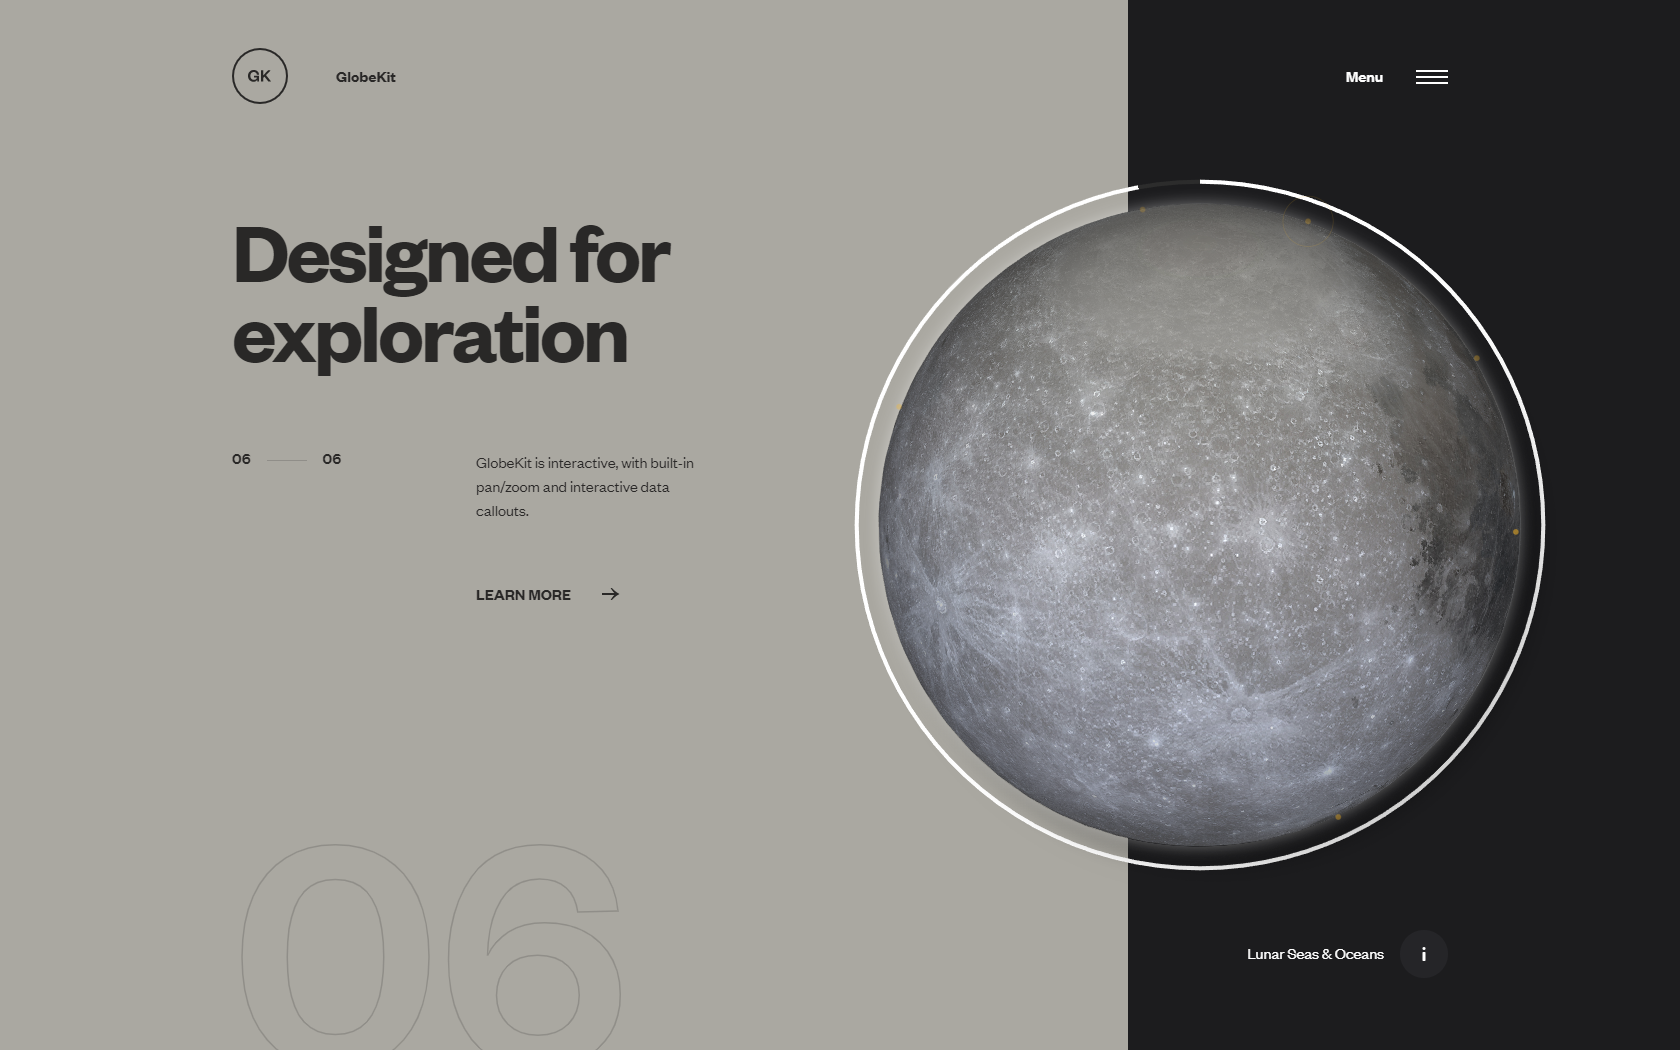 GK
GlobeKit
Menu
Designed for
exploration
06
06
GlobeKit is interactive, with built-in
pan/zoom and interactive data
callouts.
LEARN MORE
06
Lunar Seas & Oceans
i